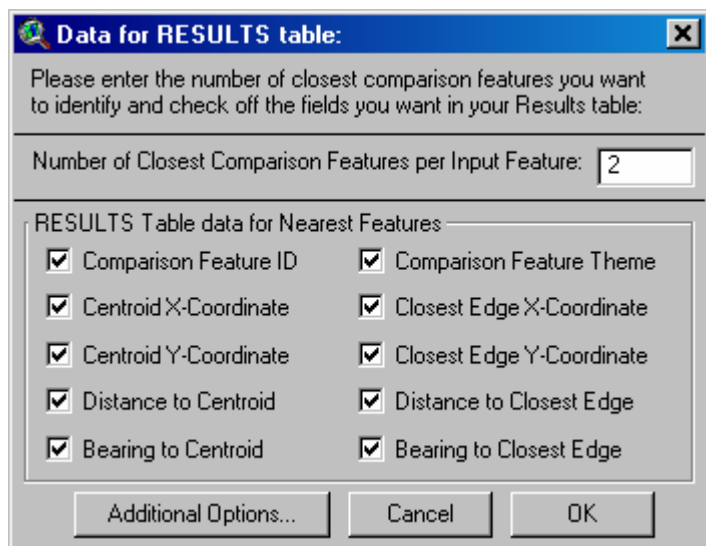 Data for RESULTS table:
Please enter the number of closest comparison features you want
to identify and check off the fields you want in your Results table:
Number of Closest Comparison Features per Input Feature: 2
RESULTS Table data for Nearest Features
Comparison Feature ID Comparison Feature Theme
Centroid X-Coordinate Closest Edge X-Coordinate
Centroid Y-Coordinate Closest Edge Y-Coordinate
Distance to Centroid Distance to Closest Edge
Bearing to Centroid Bearing to Closest Edge
Additional Options... Cancel OK